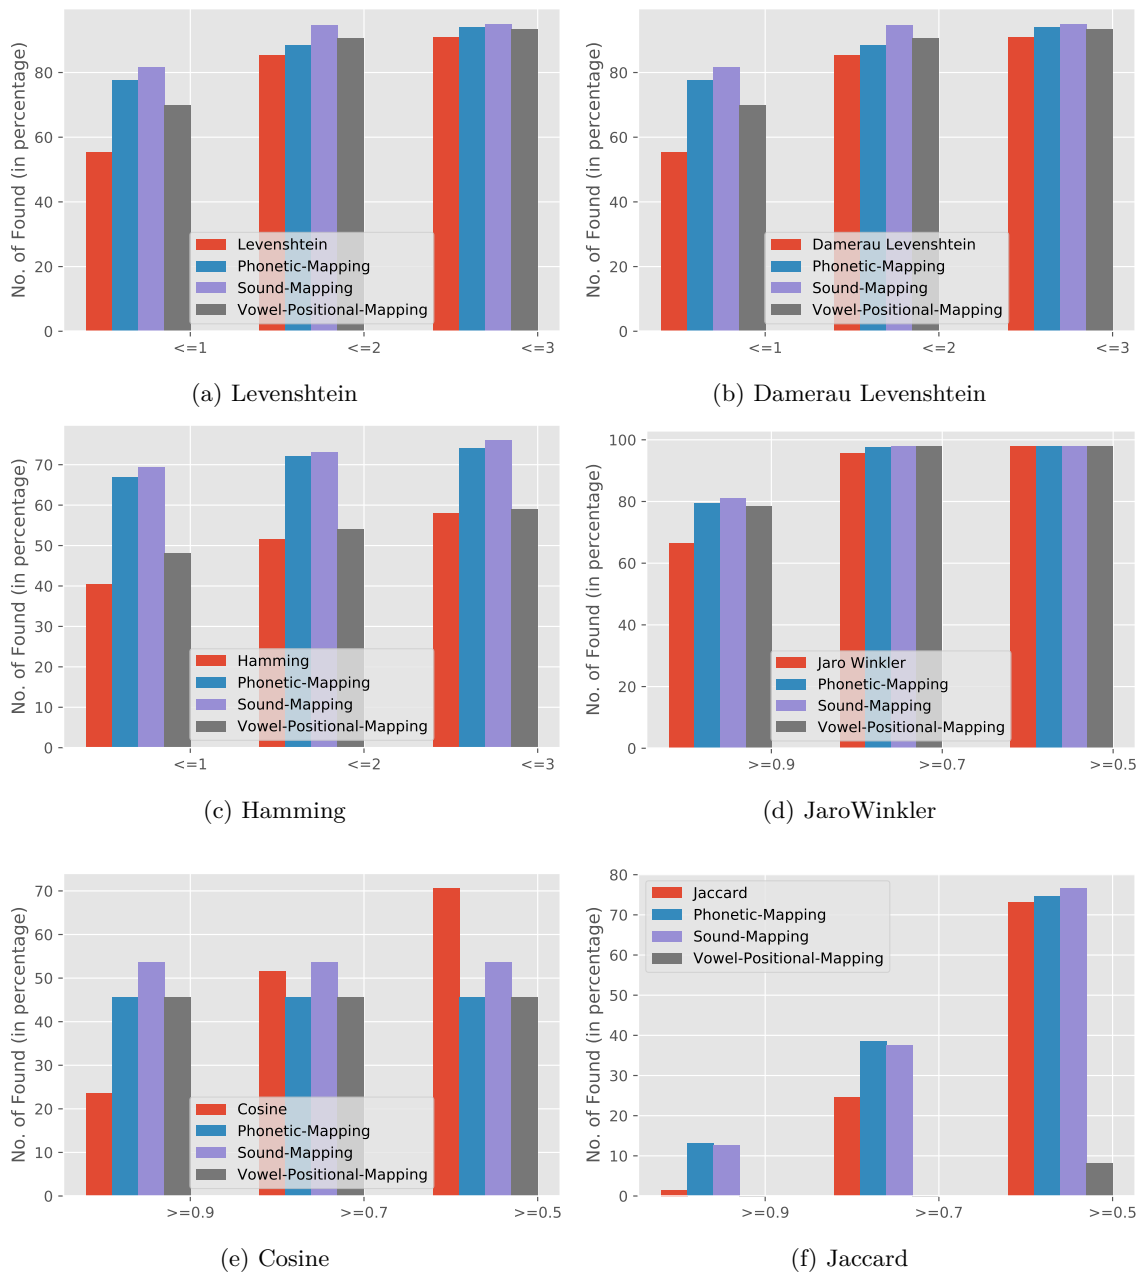 No. of Found (in percentage)
80
60
40
20
0
Levenshtein
Phonetic-Mapping
Sound-Mapping
Vowel-Positional-Mapping
<=1 <=2 <=3
(a) Levenshtein
No. of Found (in percentage)
80
60
40
20
0
Damerau Levenshtein
Phonetic-Mapping
Sound-Mapping
Vowel-Positional-Mapping
<=1 <=2 <=3
(b) Damerau Levenshtein
No. of Found (in percentage)
70
60
50
40
30
20
10
0
Hamming
Phonetic-Mapping
Sound-Mapping
Vowel-Positional-Mapping
<=1 <=2 <=3
(c) Hamming
No. of Found (in percentage)
100
80
60
40
20
0
Jaro Winkler
Phonetic-Mapping
Sound-Mapping
Vowel-Positional-Mapping
>=0.9 >=0.7 >=0.5
(d) JaroWinkler
No. of Found (in percentage)
70
60
50
40
30
20
10
0
Cosine
Phonetic-Mapping
Sound-Mapping
Vowel-Positional-Mapping
>=0.9 >=0.7 >=0.5
(e) Cosine
No. of Found (in percentage)
80
70
60
50
40
30
20
10
0
Jaccard
Phonetic-Mapping
Sound-Mapping
Vowel-Positional-Mapping
>=0.9 >=0.7 >=0.5
(f) Jaccard